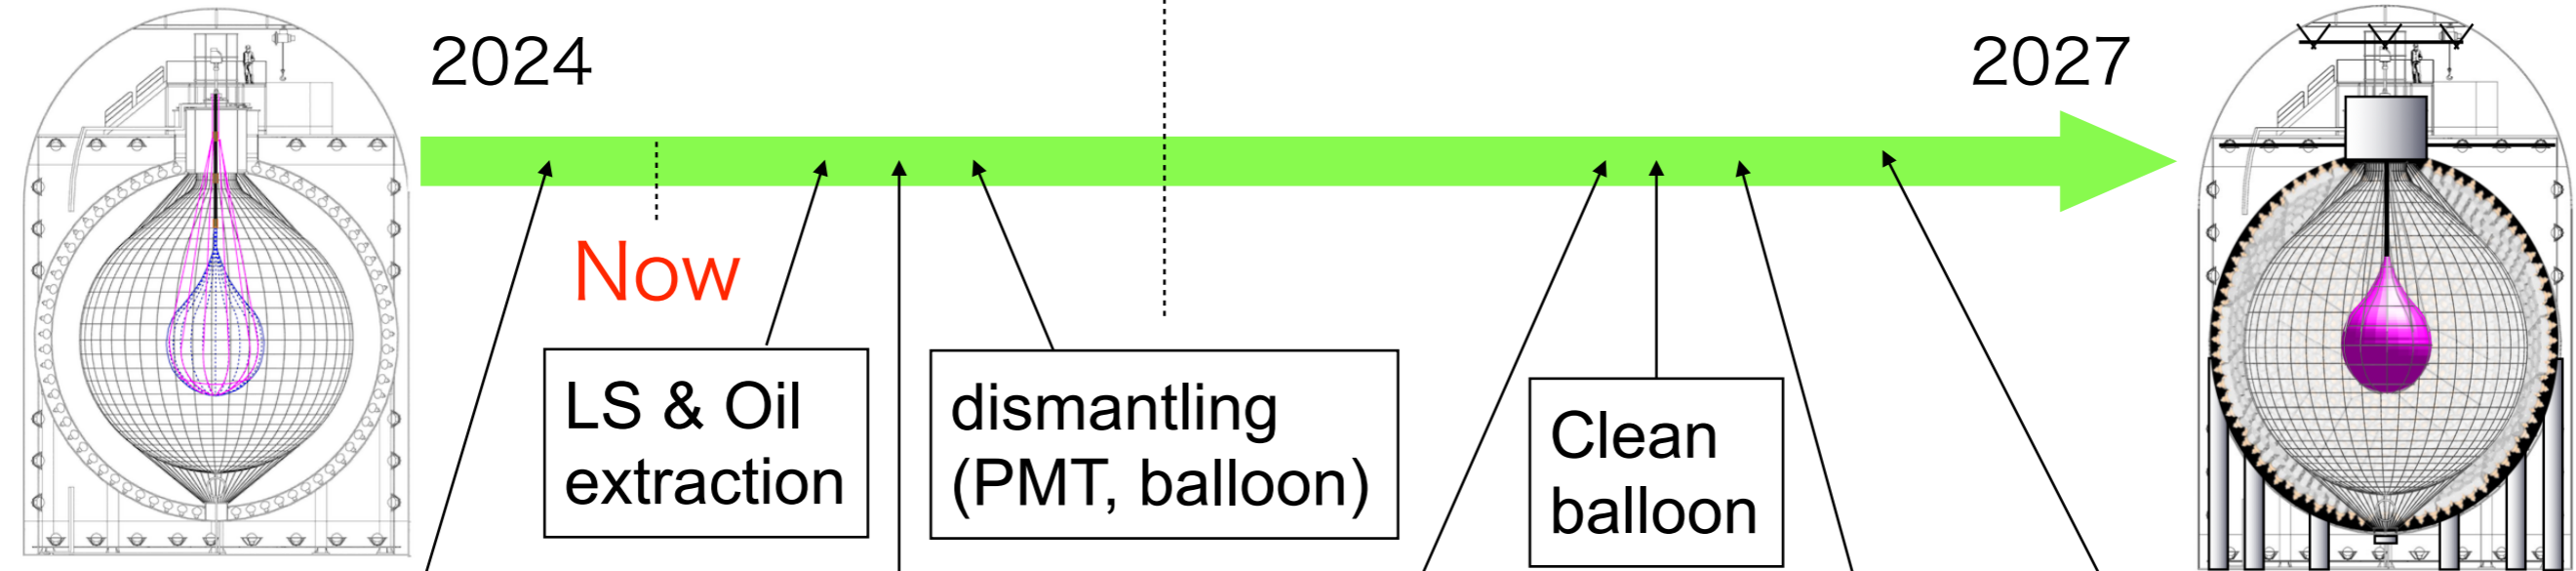 2024
2027
Now
LS & Oil
extraction
dismantling
(PMT, balloon)
Clean
balloon